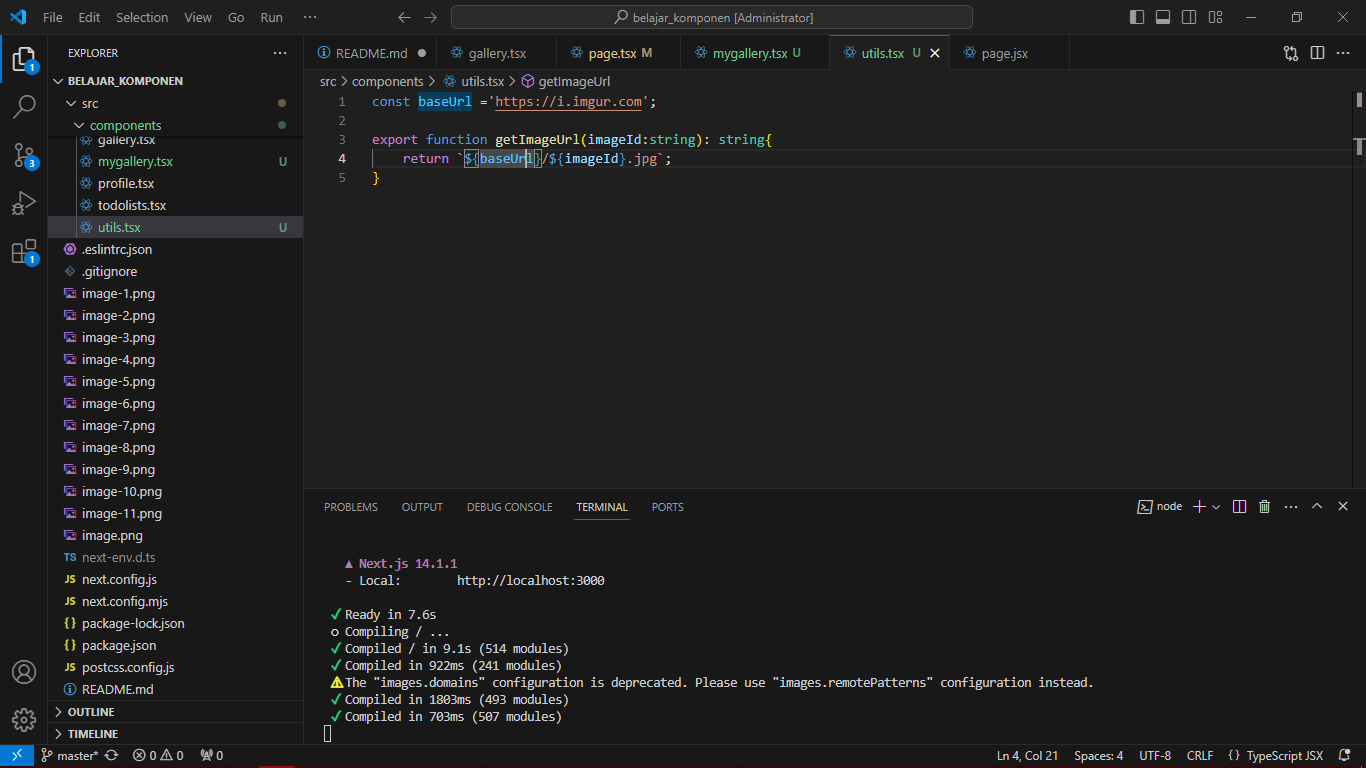 File Edit Selection View Go Run ··· belajar_komponen [Administrator]
EXPLORER ···
BELAJAR_KOMPONEN
src
components
gallery.tsx
mygallery.tsx U
profile.tsx
todolists.tsx
utils.tsx U
.eslintrc.json
.gitignore
image-1.png
image-2.png
image-3.png
image-4.png
image-5.png
image-6.png
image-7.png
image-8.png
image-9.png
image-10.png
image-11.png
image.png
TS next-env.d.ts
JS next.config.js
JS next.config.mjs
{} package-lock.json
{} package.json
JS postcss.config.js
README.md
OUTLINE
TIMELINE
1
3
1
README.md gallery.tsx page.tsx M mygallery.tsx U utils.tsx U page.jsx
src > components > utils.tsx > getImageUrl
1 const baseUrl ='https://i.imgur.com';
2
3 export function getImageUrl(imageId:string): string{
4 return `${baseUrl}/${imageId}.jpg`;
5 }
PROBLEMS OUTPUT DEBUG CONSOLE TERMINAL PORTS node
▲ Next.js 14.1.1
- Local: http://localhost:3000
✓ Ready in 7.6s
○ Compiling / ...
✓ Compiled / in 9.1s (514 modules)
✓ Compiled in 922ms (241 modules)
⚠ The "images.domains" configuration is deprecated. Please use "images.remotePatterns" configuration instead.
✓ Compiled in 1803ms (493 modules)
✓ Compiled in 703ms (507 modules)
master* 0 0 0 Ln 4, Col 21 Spaces: 4 UTF-8 CRLF {} TypeScript JSX